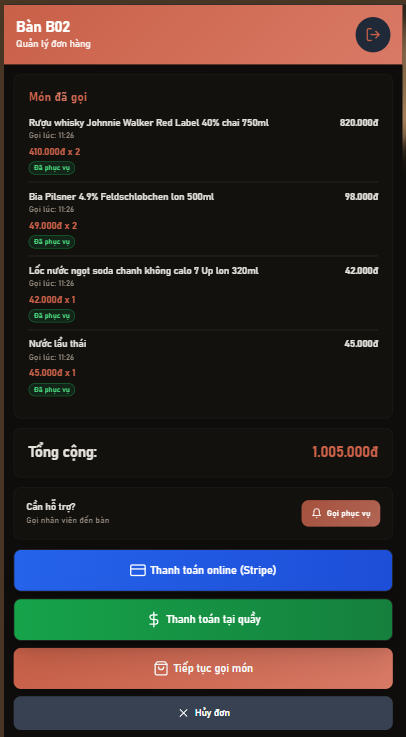 Bàn B02
Quản lý đơn hàng
Món đã gọi
Rượu whisky Johnnie Walker Red Label 40% chai 750ml 820.000đ
Gọi lúc: 11:26
410.000đ x 2
Đã phục vụ
Bia Pilsner 4.9% Feldschlobchen lon 500ml 98.000đ
Gọi lúc: 11:26
49.000đ x 2
Đã phục vụ
Lốc nước ngọt soda chanh không calo 7 Up lon 320ml 42.000đ
Gọi lúc: 11:26
42.000đ x 1
Đã phục vụ
Nước lẩu thái 45.000đ
Gọi lúc: 11:26
45.000đ x 1
Đã phục vụ
Tổng cộng: 1.005.000đ
Cần hỗ trợ?
Gọi nhân viên đến bàn
Gọi phục vụ
Thanh toán online (Stripe)
Thanh toán tại quầy
Tiếp tục gọi món
Hủy đơn